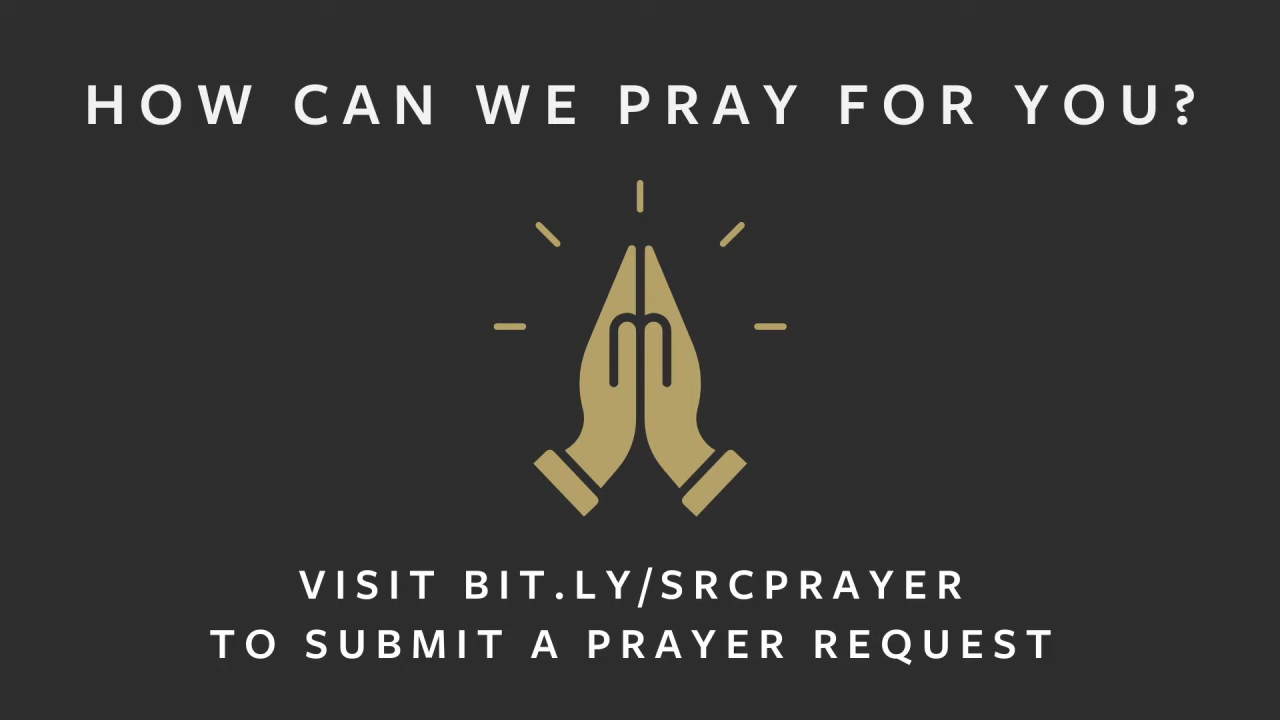 HOW CAN WE PRAY FOR YOU?
VISIT BIT.LY/SRCPRAYER
TO SUBMIT A PRAYER REQUEST